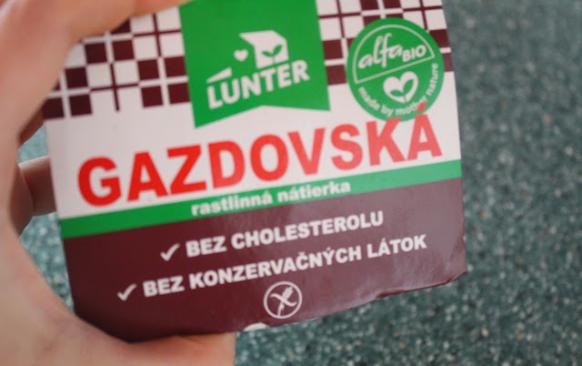 LUNTER
alfa BIO
made by mother nature
GAZDOVSKÁ
rastlinná nátierka
BEZ CHOLESTEROLU
BEZ KONZERVAČNÝCH LÁTOK